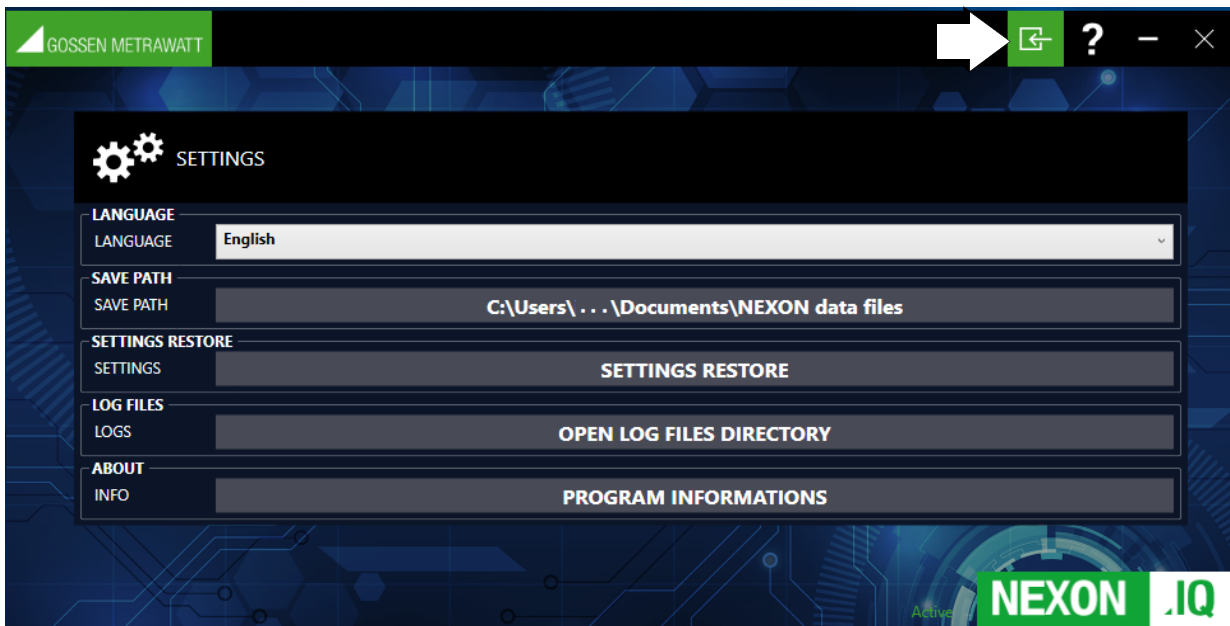 GOSSEN METRAWATT
?
SETTINGS
LANGUAGE
LANGUAGE English
SAVE PATH
SAVE PATH C:\Users\ . . . \Documents\NEXON data files
SETTINGS RESTORE
SETTINGS SETTINGS RESTORE
LOG FILES
LOGS OPEN LOG FILES DIRECTORY
ABOUT
INFO PROGRAM INFORMATIONS
Active
NEXON .IQ